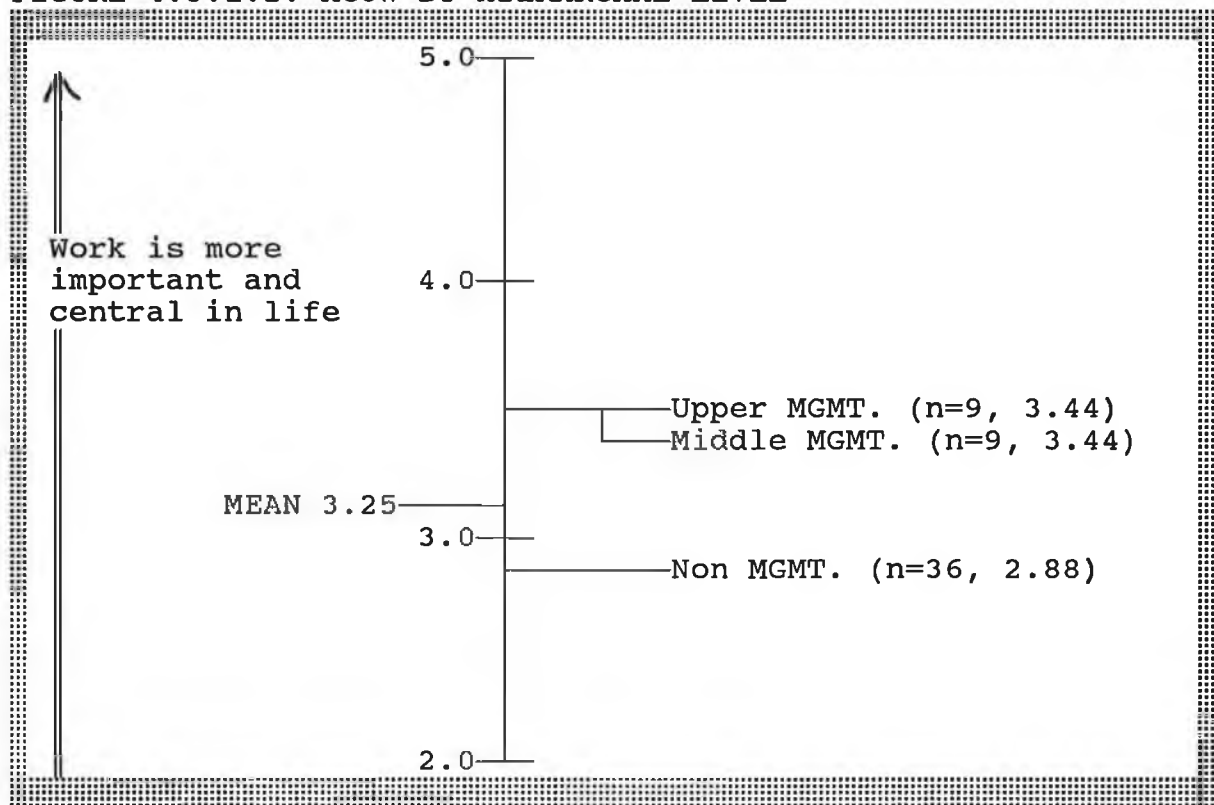 5.0
Work is more
important and
central in life
4.0
Upper MGMT. (n=9, 3.44)
Middle MGMT. (n=9, 3.44)
MEAN 3.25
3.0
Non MGMT. (n=36, 2.88)
2.0